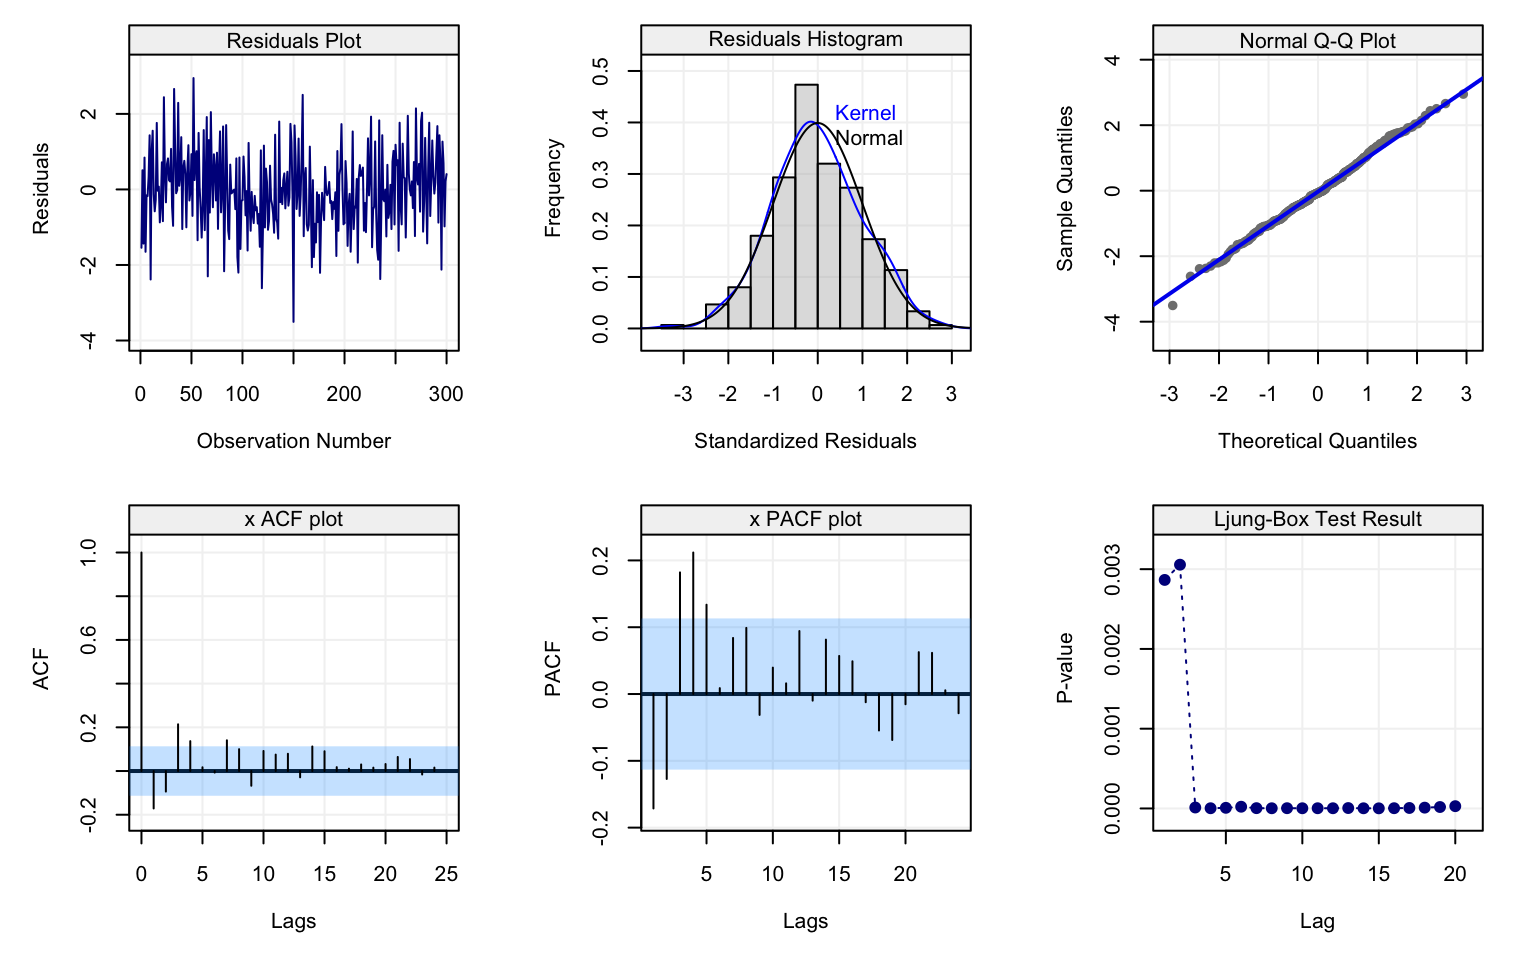 Residuals Plot
Residuals
2
0
-2
-4
0 50 100 200 300
Observation Number
Residuals Histogram
Frequency
0.5
0.4
0.3
0.2
0.1
0.0
Kernel
Normal
-3 -2 -1 0 1 2 3
Standardized Residuals
Normal Q-Q Plot
Sample Quantiles
4
2
0
-2
-4
-3 -2 -1 0 1 2 3
Theoretical Quantiles
x ACF plot
ACF
1.0
0.6
0.2
-0.2
0 5 10 15 20 25
Lags
x PACF plot
PACF
0.2
0.1
0.0
-0.1
-0.2
5 10 15 20
Lags
Ljung-Box Test Result
P-value
0.003
0.002
0.001
0.000
5 10 15 20
Lag